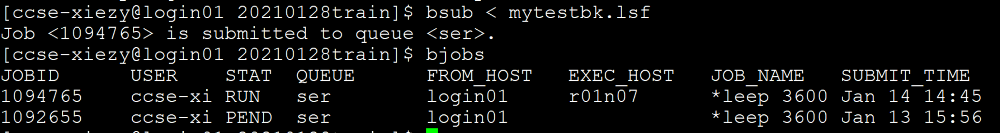 [ccse-xiezy@login01 20210128train]$ bsub < mytestbk.lsf
Job <1094765> is submitted to queue <ser>.
[ccse-xiezy@login01 20210128train]$ bjobs
JOBID USER STAT QUEUE FROM_HOST EXEC_HOST JOB_NAME SUBMIT_TIME
1094765 ccse-xi RUN ser login01 r01n07 *leep 3600 Jan 14 14:45
1092655 ccse-xi PEND ser login01 *leep 3600 Jan 13 15:56